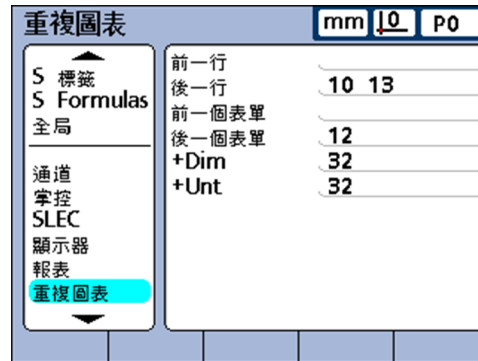 重複圖表
mm 0 P0
S 標籤
S Formulas
全局
通道
掌控
SLEC
顯示器
報表
重複圖表
前一行
後一行 10 13
前一個表單
後一個表單 12
+Dim 32
+Unt 32